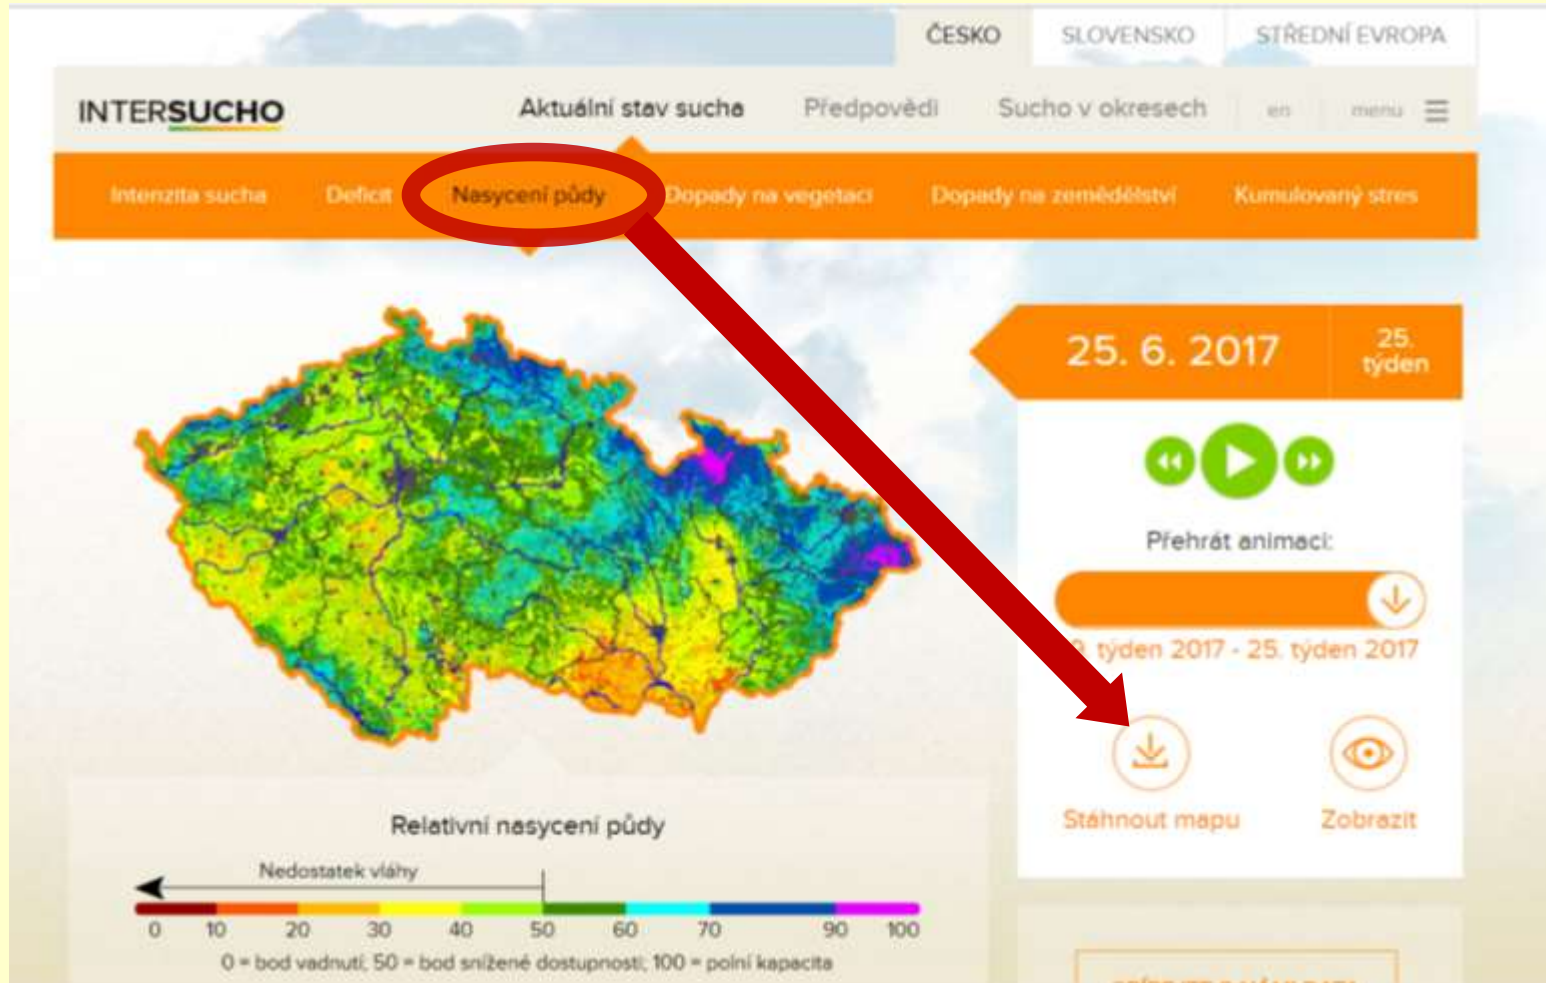 ČESKO SLOVENSKO STŘEDNÍ EVROPA
INTERSUCHO Aktuální stav sucha Předpovědi Sucho v okresech en menu
Intenzita sucha Deficit Nasycení půdy Dopady na vegetaci Dopady na zemědělství Kumulovaný stres
25. 6. 2017 25. týden
Přehrát animaci:
týden 2017 - 25. týden 2017
Stáhnout mapu Zobrazit
Relativní nasycení půdy
Nedostatek vláhy
0 10 20 30 40 50 60 70 90 100
0 = bod vadnutí; 50 = bod snížené dostupnosti; 100 = polní kapacita